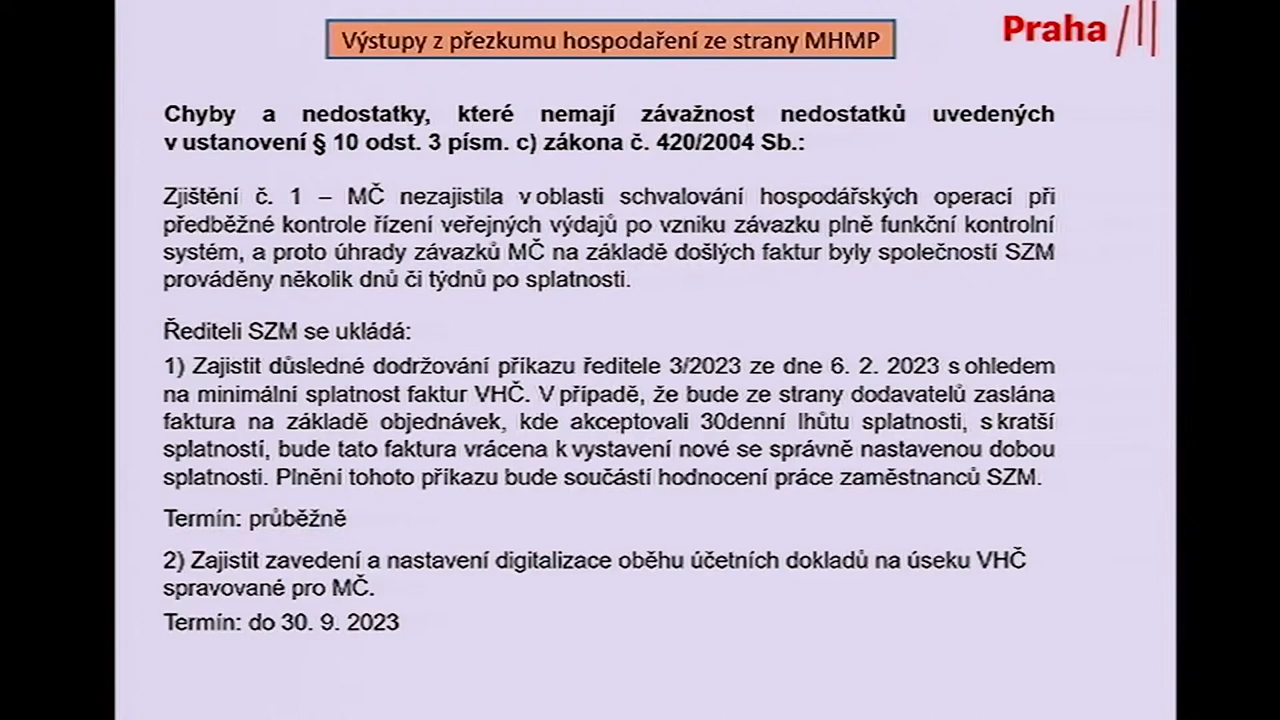 Výstupy z přezkumu hospodaření ze strany MHMP
Praha
Chyby a nedostatky, které nemají závažnost nedostatků uvedených
v ustanovení § 10 odst. 3 písm. c) zákona č. 420/2004 Sb.:
Zjištění č. 1 – MČ nezajistila v oblasti schvalování hospodářských operací při
předběžné kontrole řízení veřejných výdajů po vzniku závazku plně funkční kontrolní
systém, a proto úhrady závazků MČ na základě došlých faktur byly společností SZM
prováděny několik dnů či týdnů po splatnosti.
Řediteli SZM se ukládá:
1) Zajistit důsledné dodržování příkazu ředitele 3/2023 ze dne 6. 2. 2023 s ohledem
na minimální splatnost faktur VHČ. V případě, že bude ze strany dodavatelů zaslána
faktura na základě objednávek, kde akceptovali 30denní lhůtu splatnosti, s kratší
splatností, bude tato faktura vrácena k vystavení nové se správně nastavenou dobou
splatnosti. Plnění tohoto příkazu bude součástí hodnocení práce zaměstnanců SZM.
Termín: průběžně
2) Zajistit zavedení a nastavení digitalizace oběhu účetních dokladů na úseku VHČ
spravované pro MČ.
Termín: do 30. 9. 2023